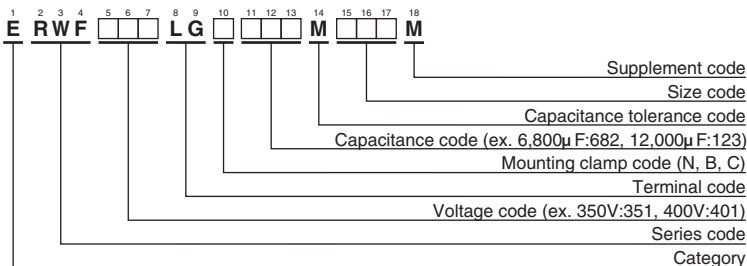 1 2 3 4 5 6 7 8 9 10 11 12 13 14 15 16 17 18
E RWF □□□ LG □ □□□ M □□□ M
Supplement code
Size code
Capacitance tolerance code
Capacitance code (ex. 6,800μF:682, 12,000μF:123)
Mounting clamp code (N, B, C)
Terminal code
Voltage code (ex. 350V:351, 400V:401)
Series code
Category